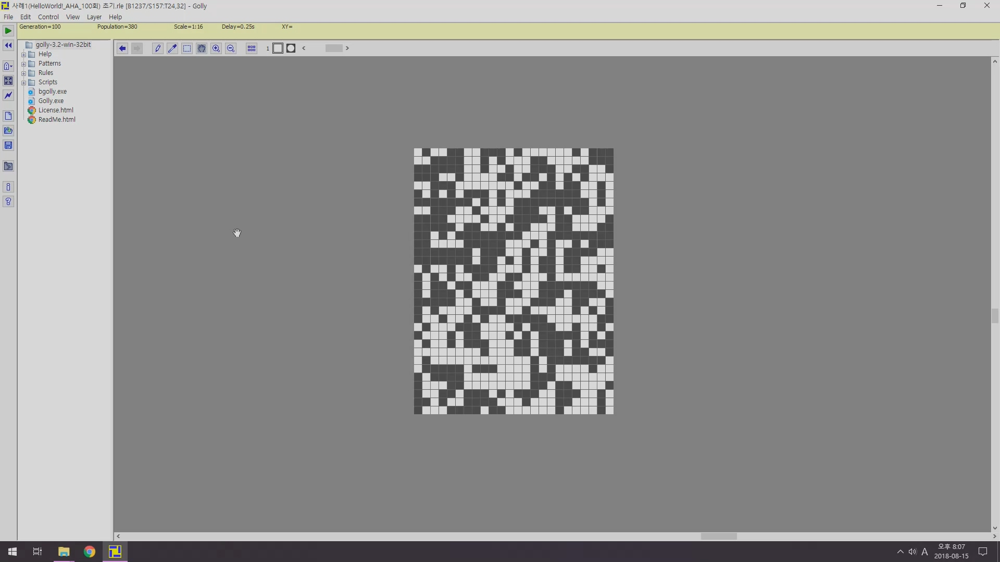 사례1(HelloWorld!_AHA_100회) 초기.rle [B1237/S157:T24,32] - Golly
File Edit Control View Layer Help
Generation=100 Population=380 Scale=1:16 Delay=0.25s XY=
golly-3.2-win-32bit
Help
Patterns
Rules
Scripts
bgolly.exe
Golly.exe
License.html
ReadMe.html
1
A
오후 8:07
2018-08-15